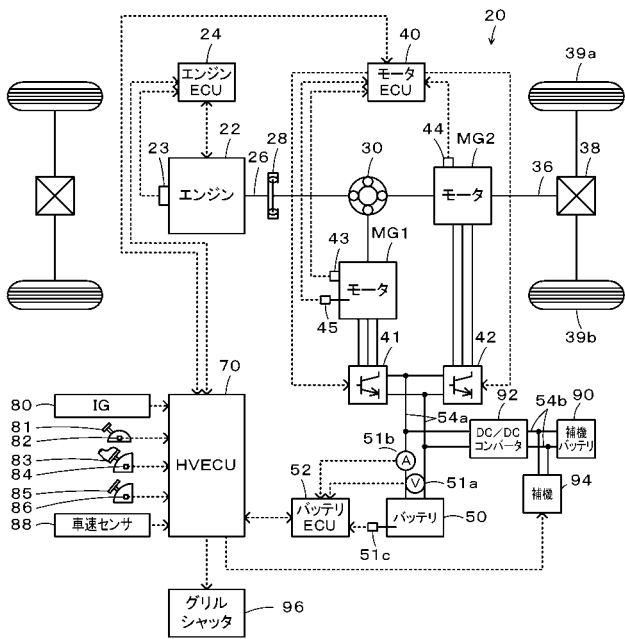 20
24
40
39a
エンジン
ECU
モータ
ECU
44
MG2
23
22
26
28
30
36
38
エンジン
モータ
MG1
43
モータ
45
39b
41
42
70
92
90
80
IG
54a
54b
81
82
51b
DC/DC
コンバータ
補機
バッテリ
83
84
HVECU
A
52
V
51a
94
85
86
バッテリ
ECU
バッテリ
50
補機
88
車速センサ
51c
グリル
シャッタ
96